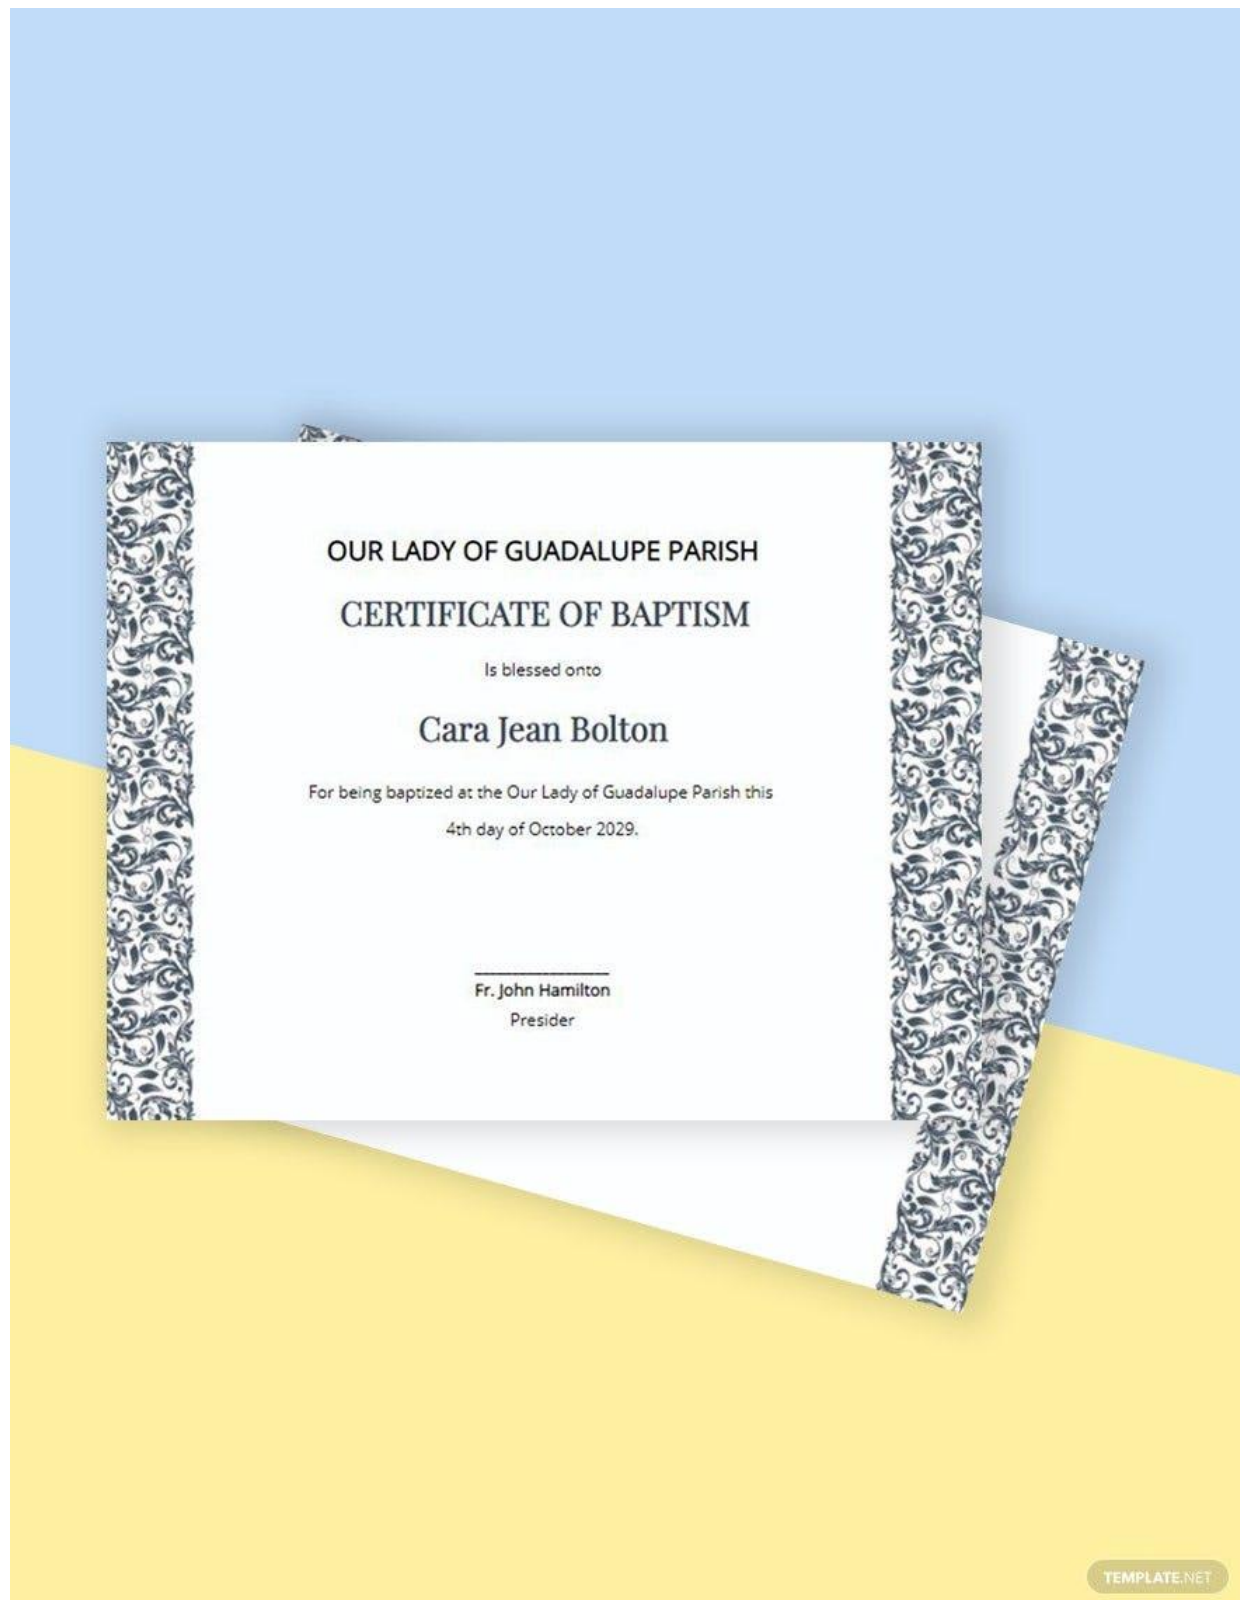 OUR LADY OF GUADALUPE PARISH
CERTIFICATE OF BAPTISM
Is blessed onto
Cara Jean Bolton
For being baptized at the Our Lady of Guadalupe Parish this
4th day of October 2029.
Fr. John Hamilton
Presider
TEMPLATE.NET